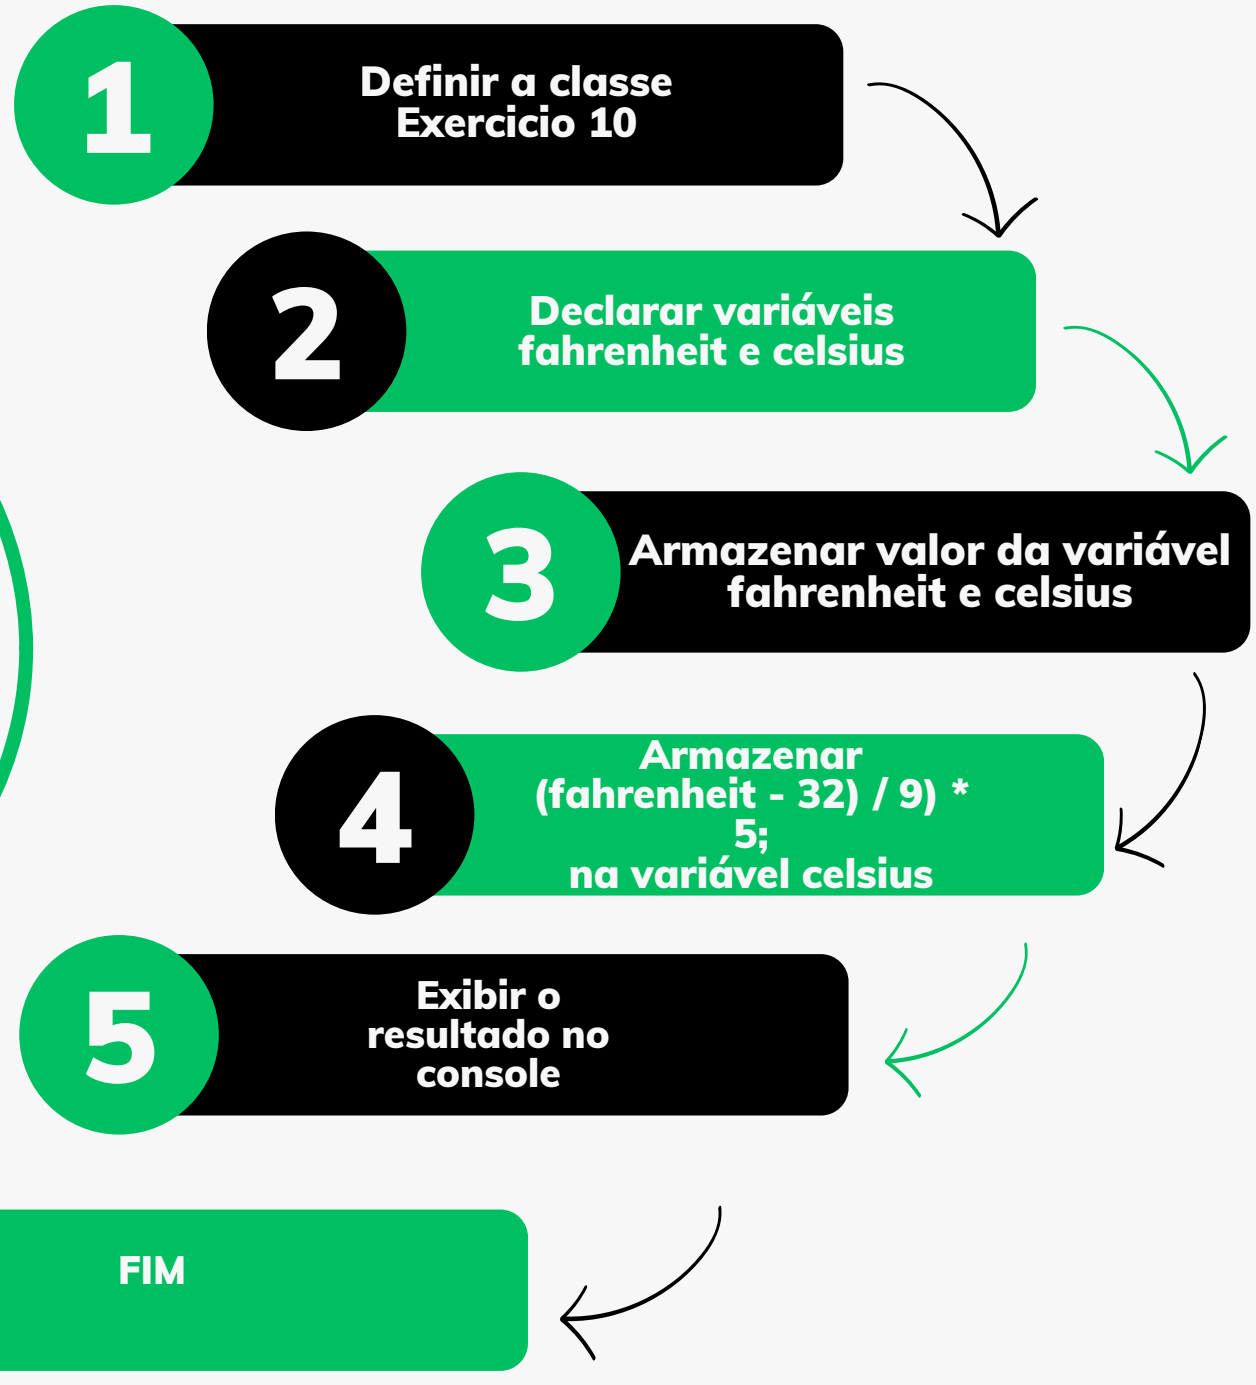 1
Definir a classe
Exercicio 10
2
Declarar variáveis
fahrenheit e celsius
3
Armazenar valor da variável
fahrenheit e celsius
4
Armazenar
(fahrenheit - 32) / 9) *
5;
na variável celsius
5
Exibir o
resultado no
console
FIM